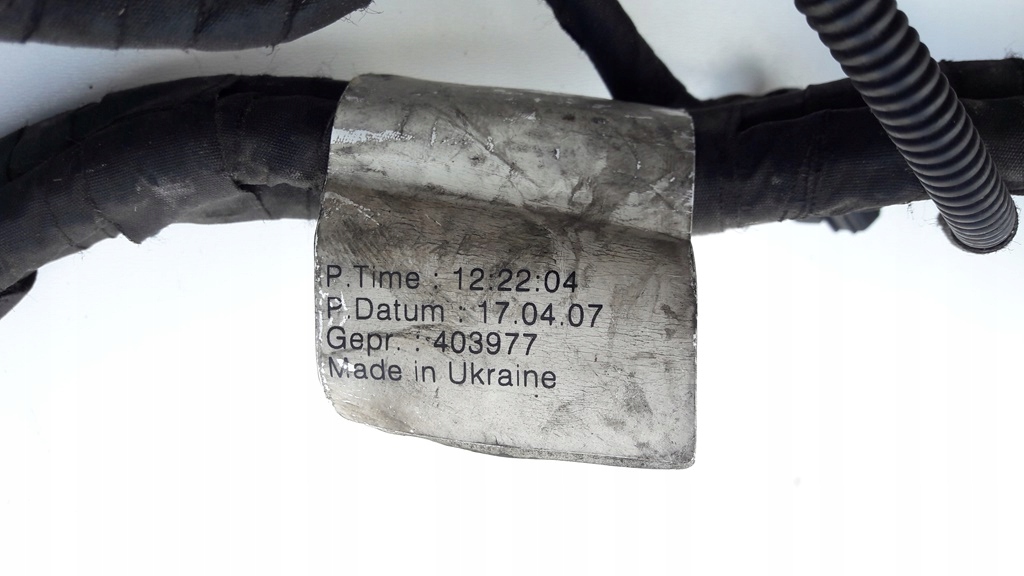 P.Time : 12:22:04
P.Datum : 17.04.07
Gepr. : 403977
Made in Ukraine